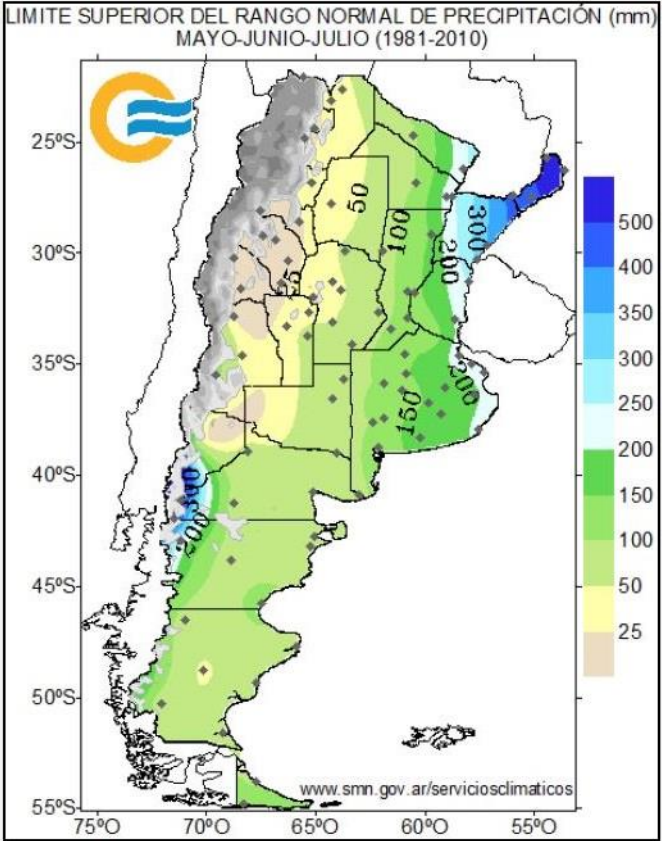 LIMITE SUPERIOR DEL RANGO NORMAL DE PRECIPITACIÓN (mm)
MAYO-JUNIO-JULIO (1981-2010)
25ºS
30ºS
35ºS
40ºS
45ºS
50ºS
55ºS
50
100
25
200
300
200
150
300
200
500
400
350
300
250
200
150
100
50
25
www.smn.gov.ar/serviciosclimaticos
75ºO
70ºO
65ºO
60ºO
55ºO